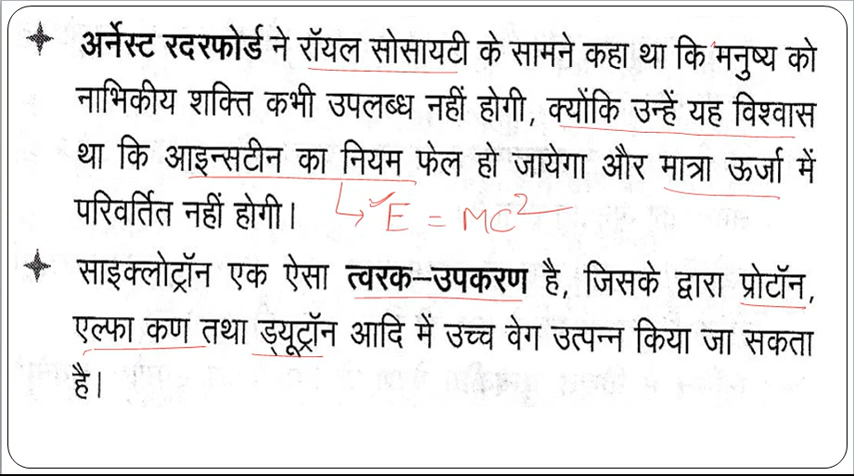 अर्नेस्ट रदरफोर्ड ने रॉयल सोसायटी के सामने कहा था कि मनुष्य को
नाभिकीय शक्ति कभी उपलब्ध नहीं होगी, क्योंकि उन्हें यह विश्वास
था कि आइन्सटीन का नियम फेल हो जायेगा और मात्रा ऊर्जा में
परिवर्तित नहीं होगी। E = MC²
साइक्लोट्रॉन एक ऐसा त्वरक–उपकरण है, जिसके द्वारा प्रोटॉन,
एल्फा कण तथा ड्यूट्रॉन आदि में उच्च वेग उत्पन्न किया जा सकता
है।